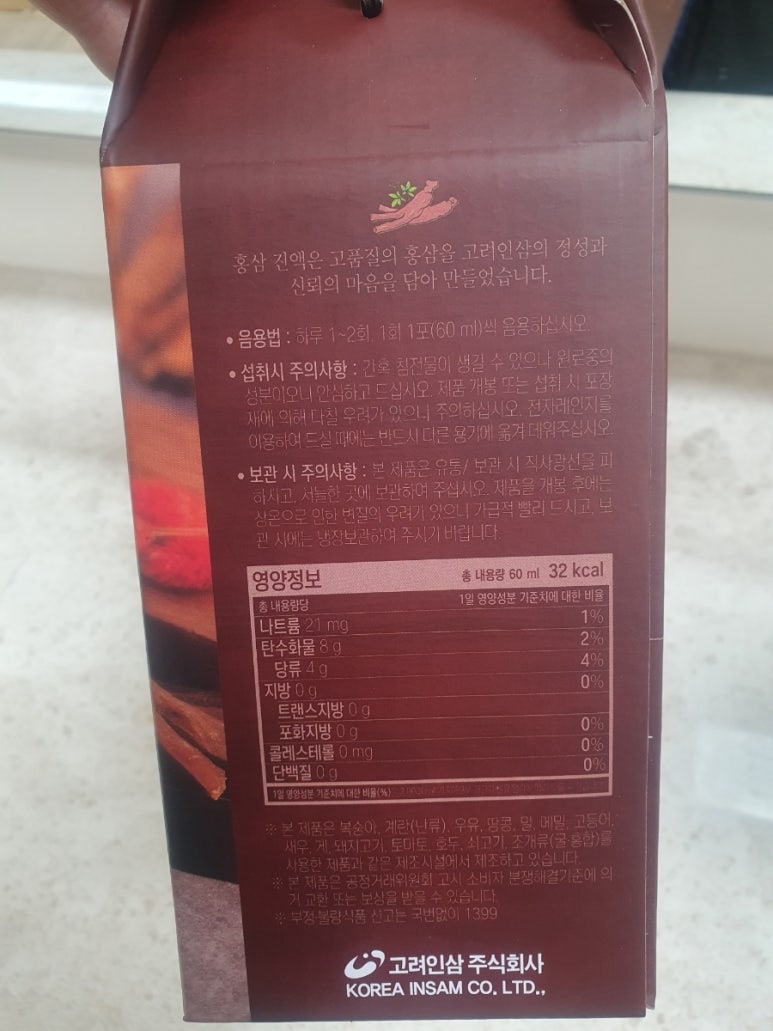 홍삼 진액은 고품질의 홍삼을 고려인삼의 정성과
신뢰의 마음을 담아 만들었습니다.
• 음용법 : 하루 1~2회, 1회 1포(60 ml)씩 음용하십시오.
• 섭취시 주의사항 : 간혹 침전물이 생길 수 있으나 원료중의
성분이오니 안심하고 드십시오. 제품 개봉 또는 섭취 시 포장
재에 의해 다칠 우려가 있으니 주의하십시오. 전자레인지를
이용하여 드실 때에는 반드시 다른 용기에 옮겨 데워주십시오.
• 보관 시 주의사항 : 본 제품은 유통/ 보관 시 직사광선을 피
하시고, 서늘한 곳에 보관하여 주십시오. 제품을 개봉 후에는
상온으로 인한 변질의 우려가 있으니 가급적 빨리 드시고, 보
관 시에는 냉장보관하여 주시기 바랍니다.
영양정보 총 내용량 60 ml 32 kcal
총 내용량당 1일 영양성분 기준치에 대한 비율
나트륨 21 mg 1%
탄수화물 8 g 2%
당류 4 g 4%
지방 0 g 0%
트랜스지방 0 g
포화지방 0 g 0%
콜레스테롤 0 mg 0%
단백질 0 g 0%
1일 영양성분 기준치에 대한 비율(%)
※ 본 제품은 복숭아, 계란(난류), 우유, 땅콩, 밀, 메밀, 고등어,
새우, 게, 돼지고기, 토마토, 호두, 쇠고기, 조개류(굴·홍합)를
사용한 제품과 같은 제조시설에서 제조하고 있습니다.
※ 본 제품은 공정거래위원회 고시 소비자 분쟁해결기준에 의
거 교환 또는 보상을 받을 수 있습니다.
※ 부정·불량식품 신고는 국번없이 1399
고려인삼 주식회사
KOREA INSAM CO. LTD.,